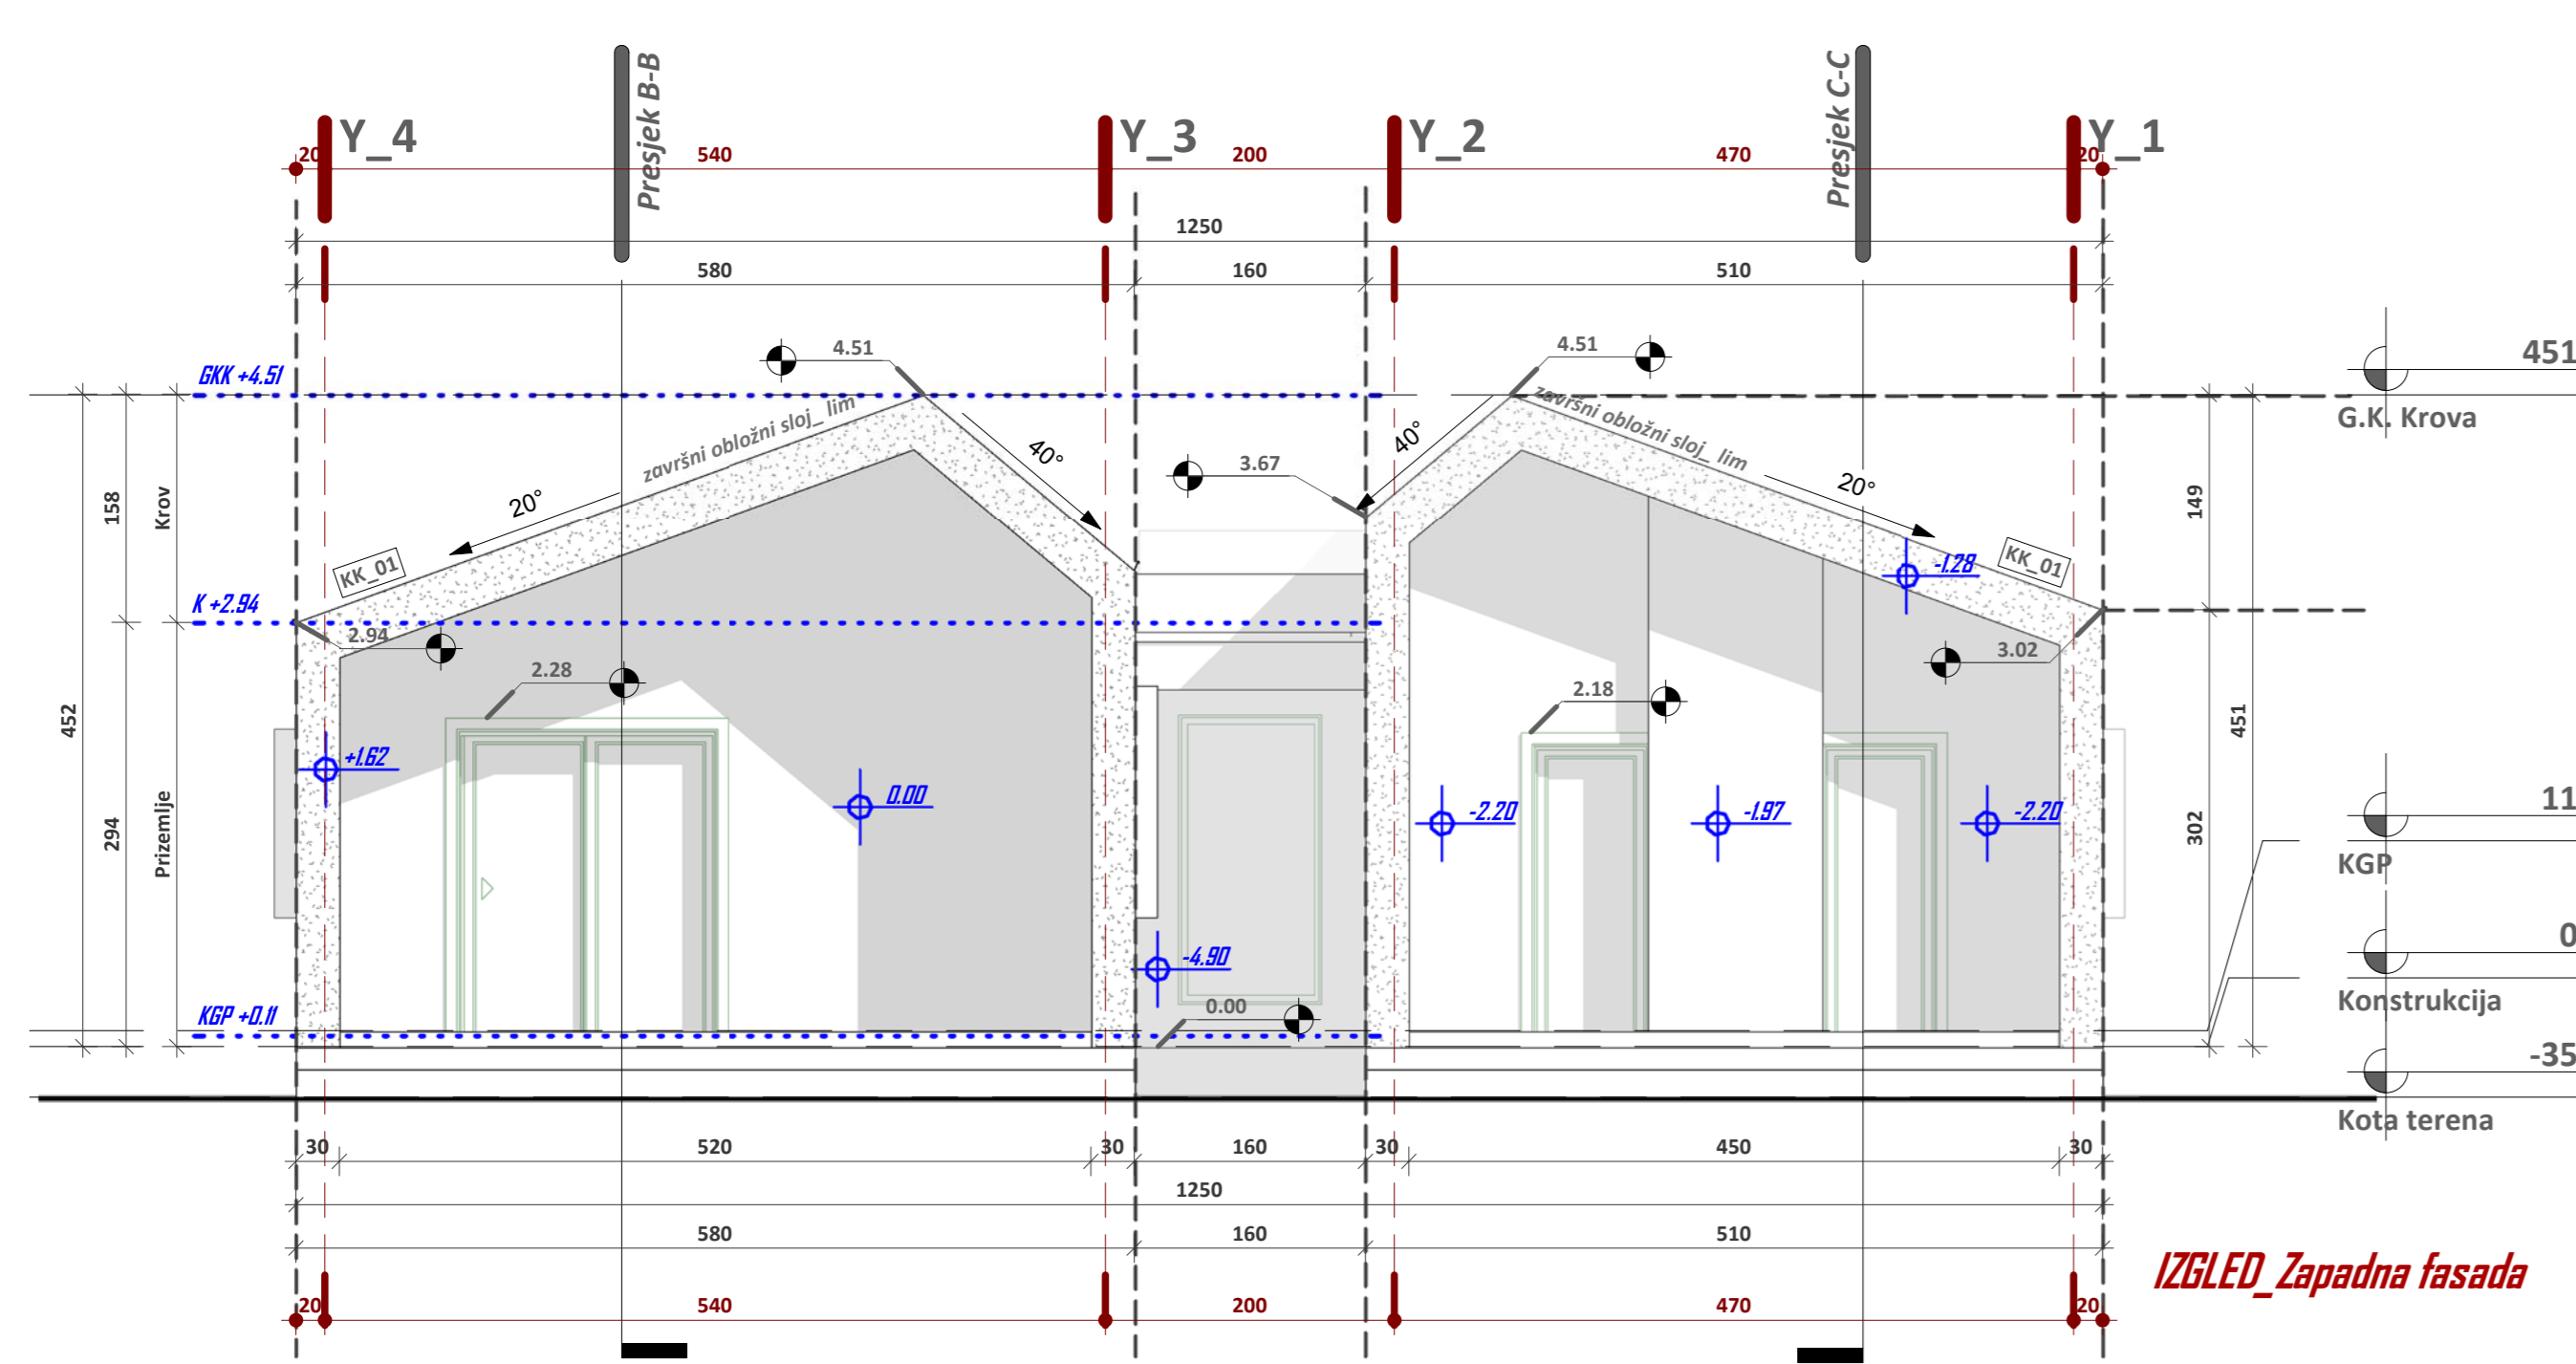 Presjek B-B
Presjek C-C
Y_4
Y_3
Y_2
Y_1
20
540
200
470
20
1250
580
160
510
4.51
4.51
GKK +4.51
451
završni obložni sloj_ lim
završni obložni sloj_ lim
G.K. Krova
40°
40°
3.67
20°
20°
158
Krov
149
KK_01
KK_01
-1.28
K +2.94
2.94
3.02
2.28
2.18
452
451
+1.62
0.00
-2.20
-1.97
-2.20
294
Prizemlje
302
11
KGP
-4.90
0
KGP +0.11
0.00
Konstrukcija
-35
Kota terena
30
520
30
160
30
450
30
1250
580
160
510
IZGLED_Zapadna fasada
20
540
200
470
20